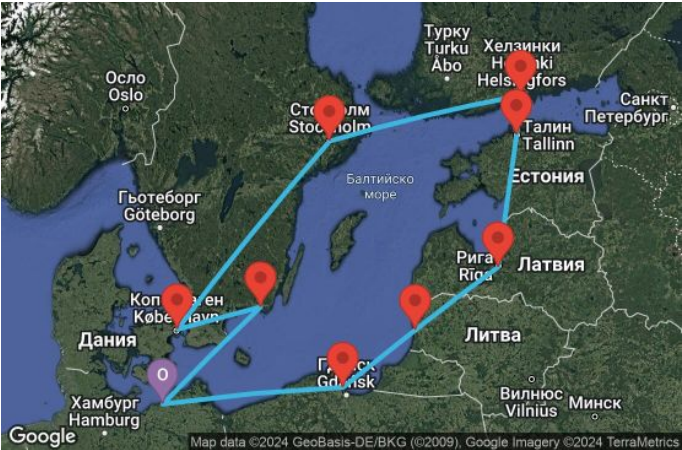 Турку
Turku
Åbo
Хелзинки
Helsinki
Helsingfors
Осло
Oslo
Санкт
Петербург
Стокхолм
Stockholm
Талин
Tallinn
Балтийско
море
Естония
Гьотеборг
Göteborg
Рига
Rīga
Латвия
Копенхаген
København
Дания
Литва
Гданск
Gdańsk
O
Хамбург
Hamburg
Вилнюс
Vilnius
Минск
Google
Map data ©2024 GeoBasis-DE/BKG (©2009), Google Imagery ©2024 TerraMetrics